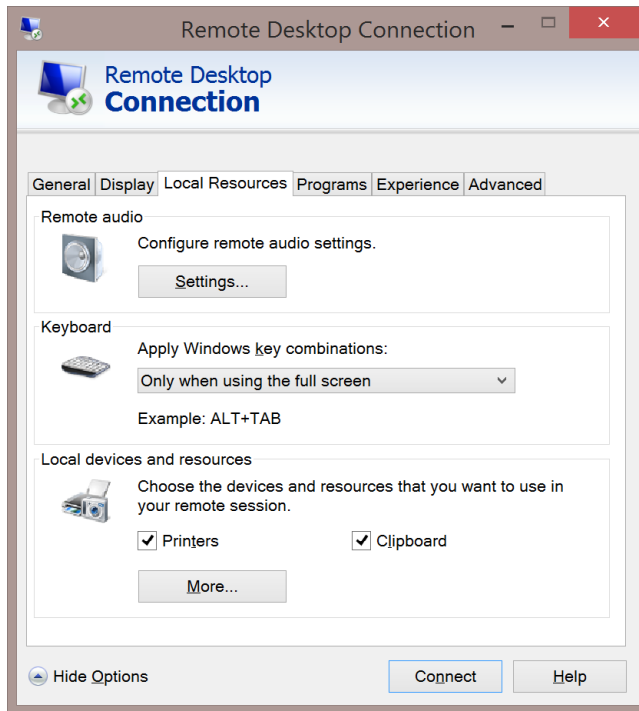 Remote Desktop Connection
Remote Desktop
Connection
General Display Local Resources Programs Experience Advanced
Remote audio
Configure remote audio settings.
Settings...
Keyboard
Apply Windows key combinations:
Only when using the full screen
Example: ALT+TAB
Local devices and resources
Choose the devices and resources that you want to use in
your remote session.
Printers Clipboard
More...
Hide Options Connect Help